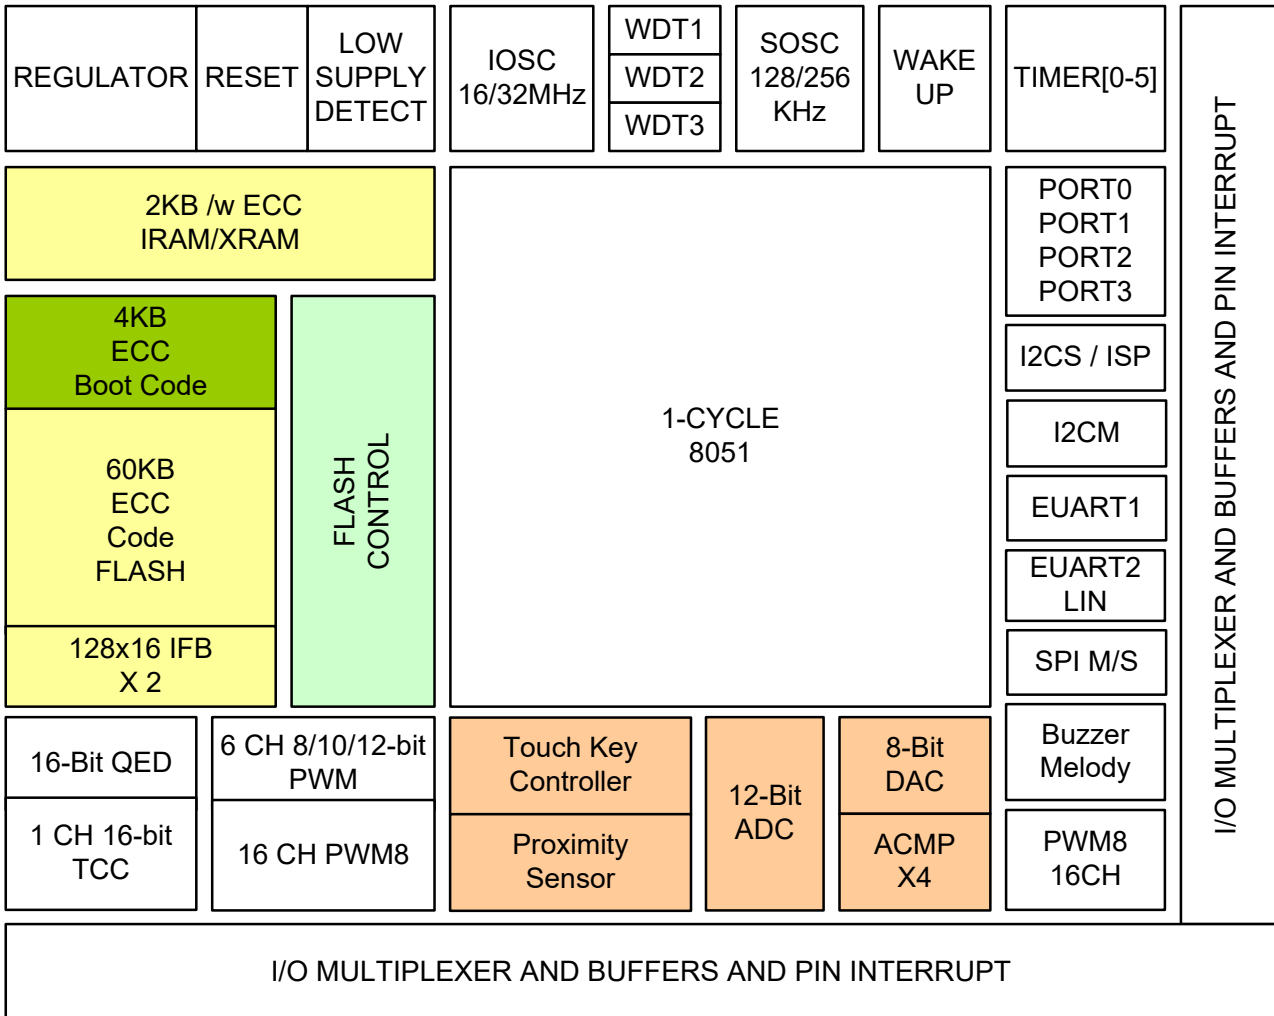 REGULATOR
RESET
LOW
SUPPLY
DETECT
IOSC
16/32MHz
WDT1
WDT2
WDT3
SOSC
128/256
KHz
WAKE
UP
TIMER[0-5]
2KB /w ECC
IRAM/XRAM
4KB
ECC
Boot Code
60KB
ECC
Code
FLASH
128x16 IFB
X 2
FLASH
CONTROL
1-CYCLE
8051
PORT0
PORT1
PORT2
PORT3
I2CS / ISP
I2CM
EUART1
EUART2
LIN
SPI M/S
Buzzer
Melody
PWM8
16CH
16-Bit QED
1 CH 16-bit
TCC
6 CH 8/10/12-bit
PWM
16 CH PWM8
Touch Key
Controller
Proximity
Sensor
12-Bit
ADC
8-Bit
DAC
ACMP
X4
I/O MULTIPLEXER AND BUFFERS AND PIN INTERRUPT
I/O MULTIPLEXER AND BUFFERS AND PIN INTERRUPT